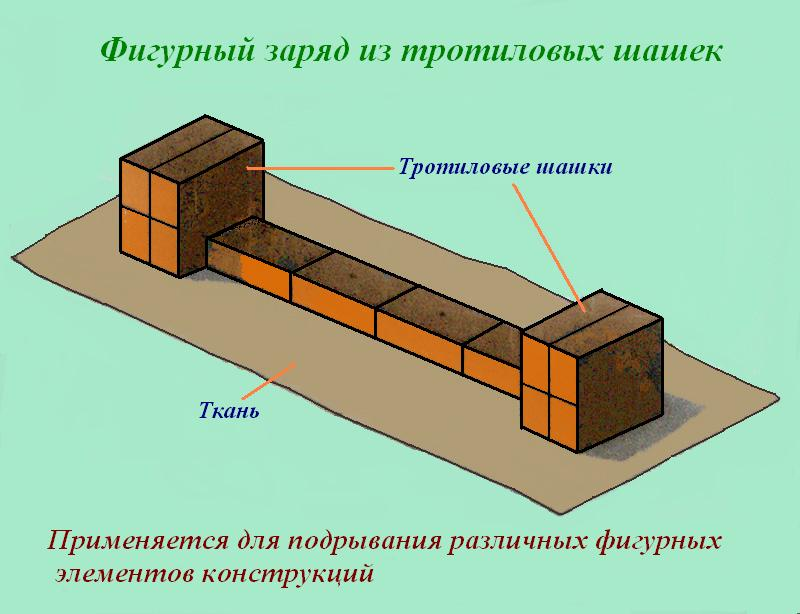 Фигурный заряд из тротиловых шашек
Тротиловые шашки
Ткань
Применяется для подрывания различных фигурных
элементов конструкций